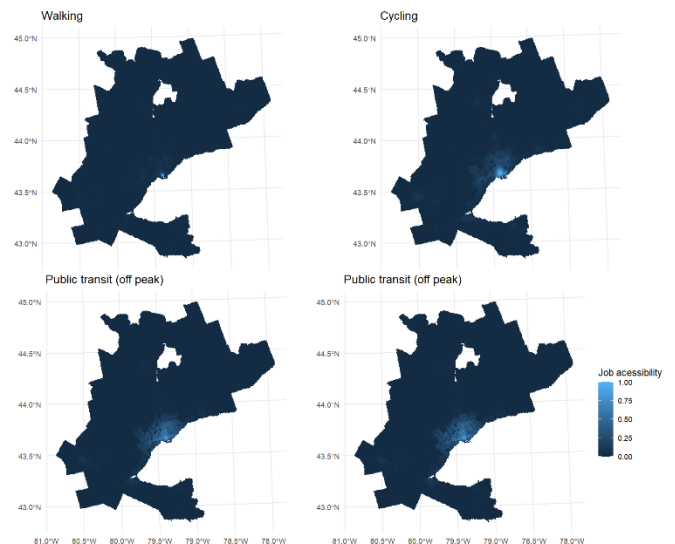 Walking
Cycling
45.0°N
44.5°N
44.0°N
43.5°N
43.0°N
45.0°N
44.5°N
44.0°N
43.5°N
43.0°N
Public transit (off peak)
Public transit (off peak)
45.0°N
44.5°N
44.0°N
43.5°N
43.0°N
45.0°N
44.5°N
44.0°N
43.5°N
43.0°N
81.0°W 80.5°W 80.0°W 79.5°W 79.0°W 78.5°W 78.0°W
81.0°W 80.5°W 80.0°W 79.5°W 79.0°W 78.5°W 78.0°W
Job acessibility
1.00
0.75
0.50
0.25
0.00